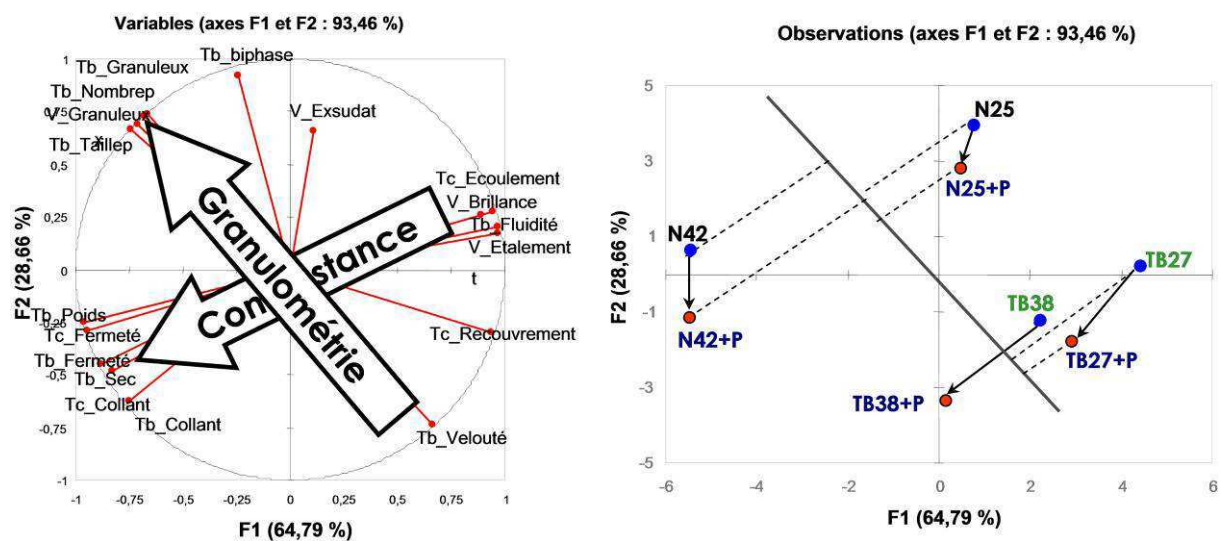 Variables (axes F1 et F2 : 93,46 %)
Tb_biphase
Tb_Granuleux
Tb_Nombrep
V_Granuleux
x
Tb_Taillep
V_Exsudat
Tc_Ecoulement
V_Brillance
Tb_Fluidité
V_Etalement
t
Granulométrie
Con stance
Tb_Poids
Tc_Fermeté
Tb_Fermeté
Tb_Sec
Tc_Collant
Tb_Collant
Tc_Recouvrement
Tb_Velouté
1
0,75
0,5
0,25
0
-0,25
-0,5
-0,75
-1
F2 (28,66 %)
-1 -0,75 -0,5 -0,25 0 0,25 0,5 0,75 1
F1 (64,79 %)
Observations (axes F1 et F2 : 93,46 %)
N25
N25+P
N42
N42+P
TB27
TB38
TB27+P
TB38+P
5
3
1
-1
-3
-5
F2 (28,66 %)
-6 -4 -2 0 2 4 6
F1 (64,79 %)